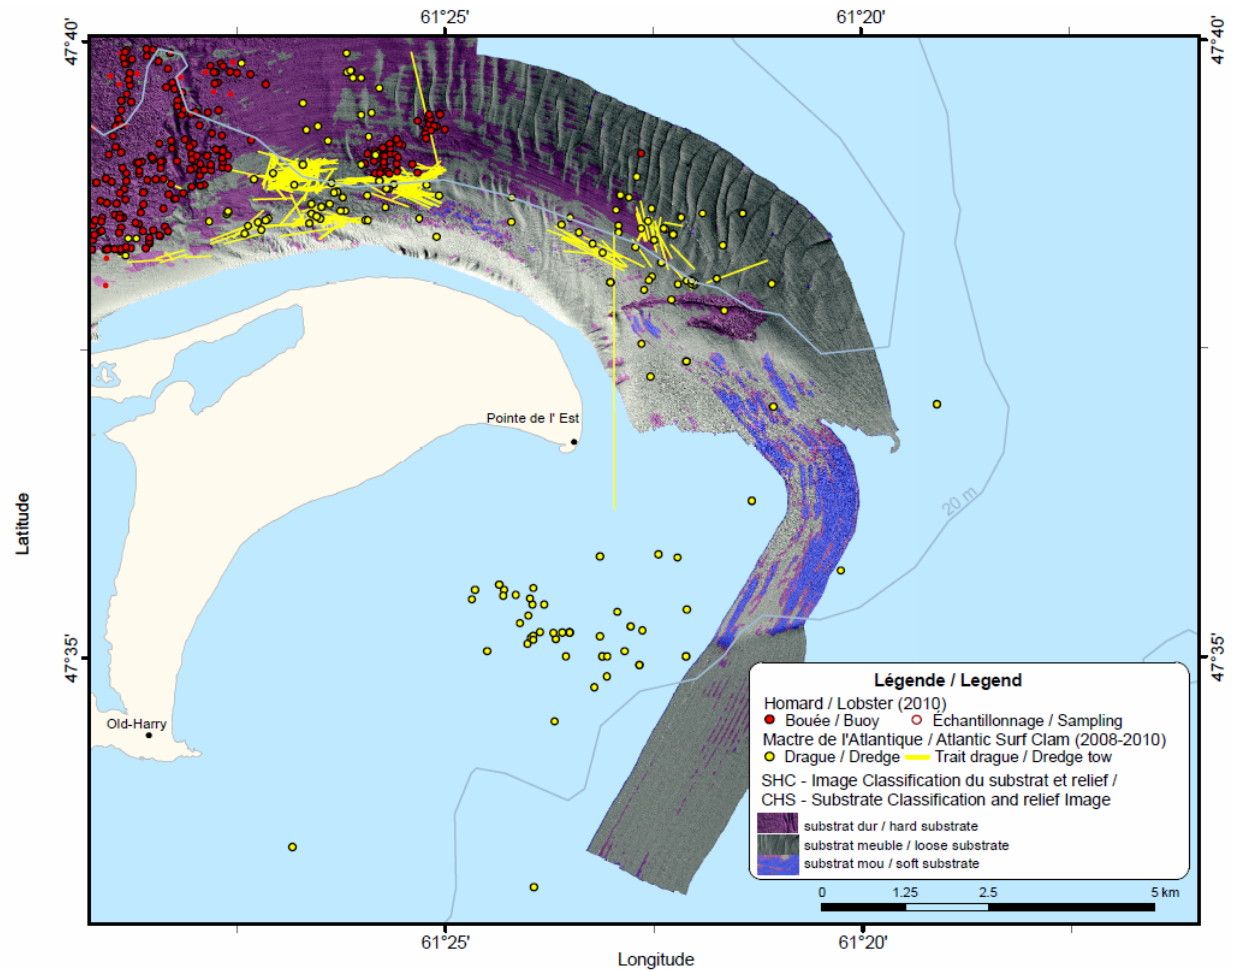 61°25'
61°20'
47°40'
47°40'
Pointe de l' Est
20 m
Latitude
47°35'
47°35'
Old-Harry
Légende / Legend
Homard / Lobster (2010)
Bouée / Buoy
Échantillonnage / Sampling
Mactre de l'Atlantique / Atlantic Surf Clam (2008-2010)
Drague / Dredge
Trait drague / Dredge tow
SHC - Image Classification du substrat et relief /
CHS - Substrate Classification and relief Image
substrat dur / hard substrate
substrat meuble / loose substrate
substrat mou / soft substrate
0 1.25 2.5 5 km
61°25'
61°20'
Longitude